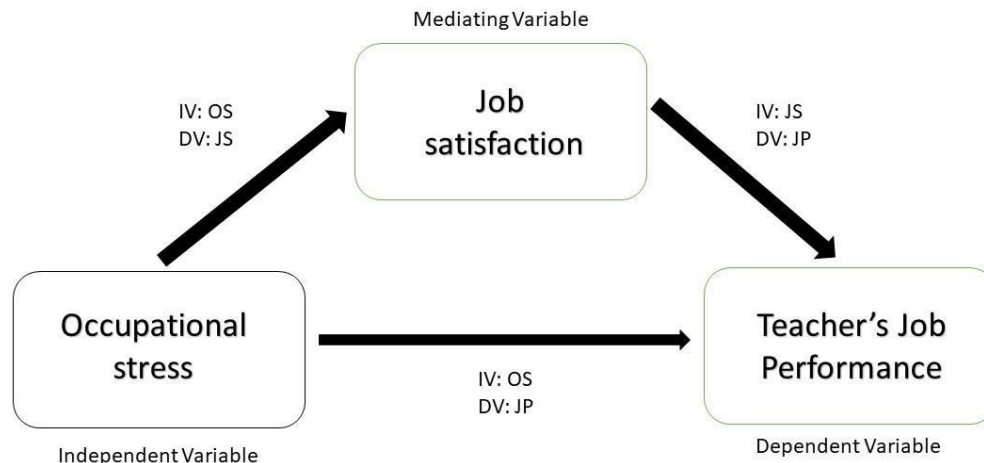 Mediating Variable
Job
satisfaction
IV: OS
DV: JS
IV: JS
DV: JP
Occupational
stress
Teacher’s Job
Performance
IV: OS
DV: JP
Independent Variable
Dependent Variable